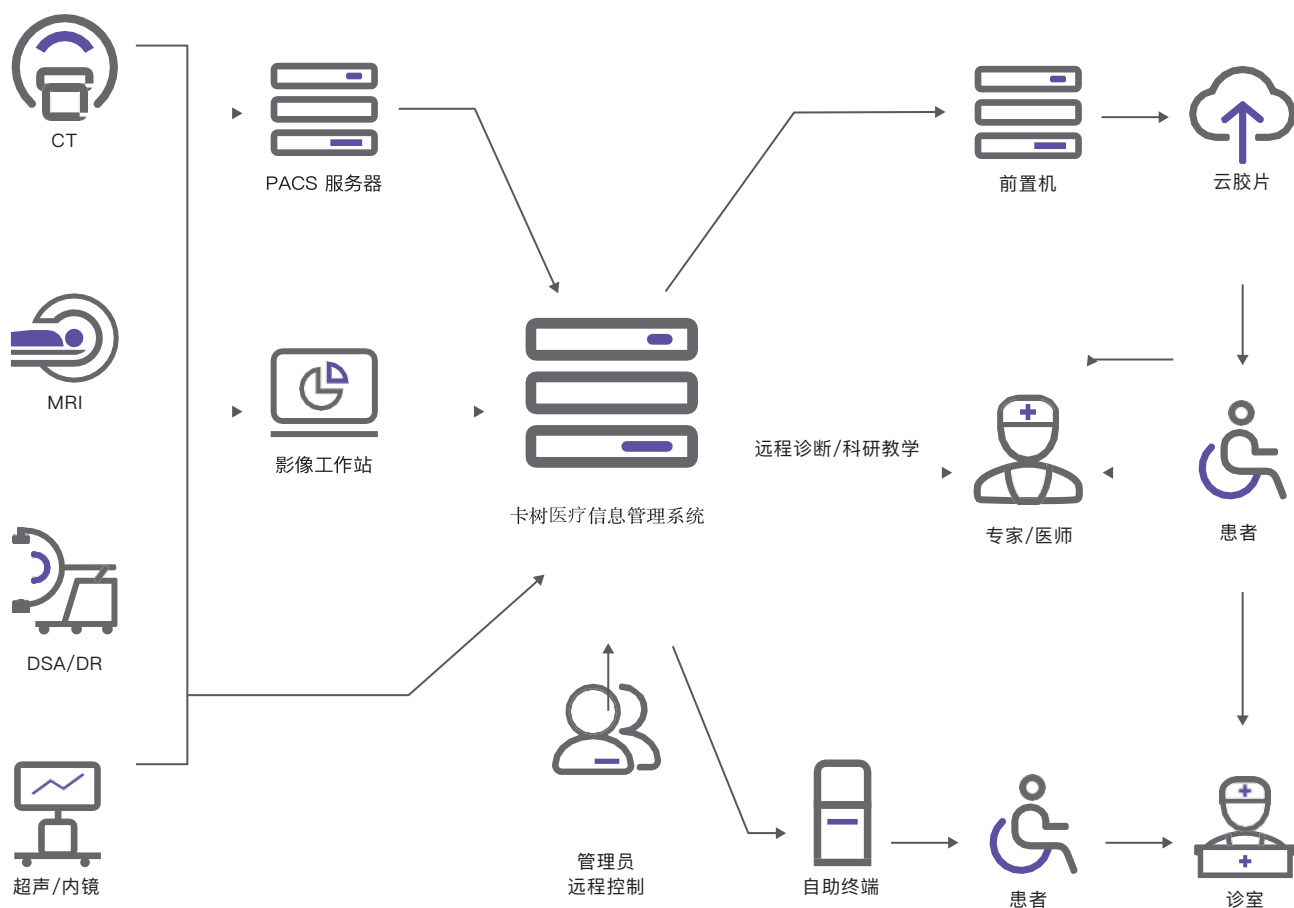 CT
PACS 服务器
前置机
云胶片
MRI
影像工作站
远程诊断/科研教学
卡树医疗信息管理系统
专家/医师
患者
DSA/DR
管理员
远程控制
超声/内镜
自助终端
患者
诊室